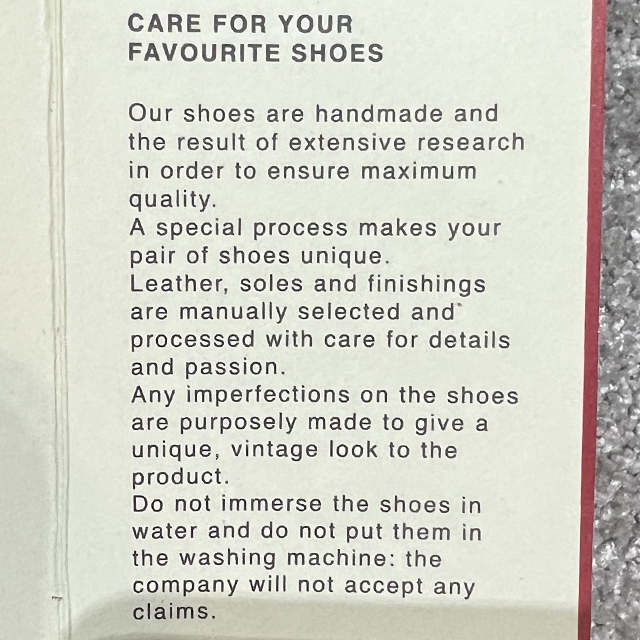 CARE FOR YOUR
FAVOURITE SHOES
Our shoes are handmade and
the result of extensive research
in order to ensure maximum
quality.
A special process makes your
pair of shoes unique.
Leather, soles and finishings
are manually selected and
processed with care for details
and passion.
Any imperfections on the shoes
are purposely made to give a
unique, vintage look to the
product.
Do not immerse the shoes in
water and do not put them in
the washing machine: the
company will not accept any
claims.